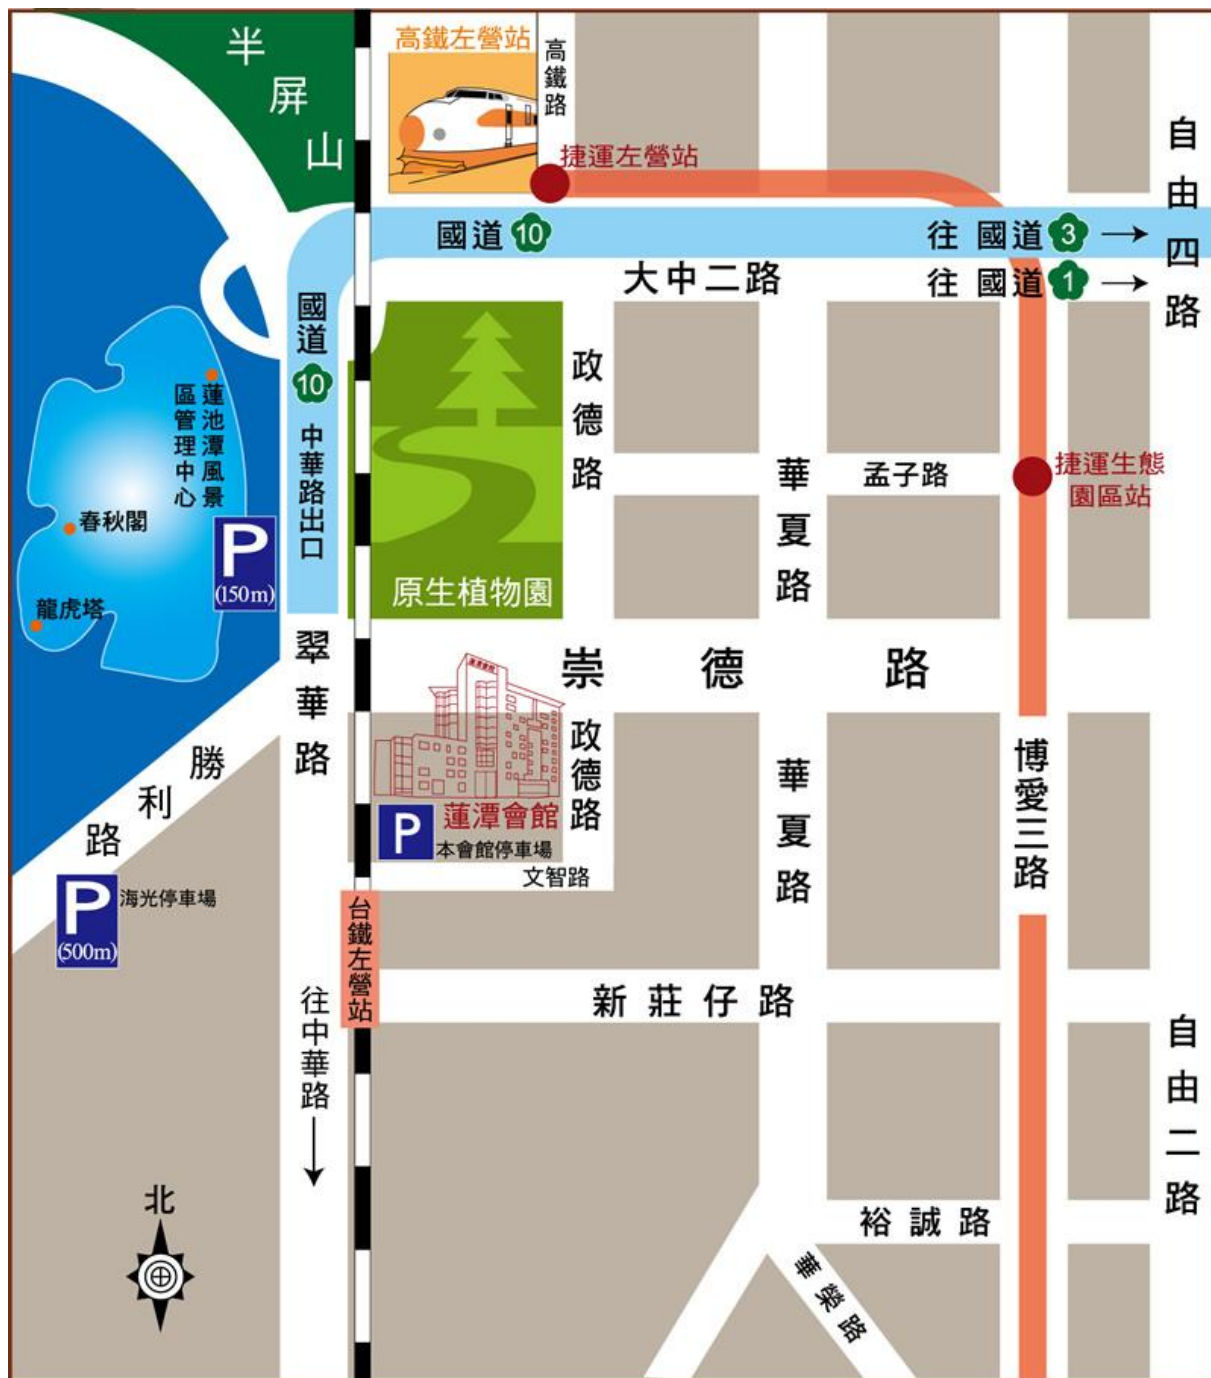 半屏山
高鐵左營站
高鐵路
捷運左營站
自由四路
國道 10
往 國道 3
大中二路
往 國道 1
國道 10 中華路出口
政德路
蓮池潭風景
區管理中心
華夏路
孟子路
捷運生態
園區站
春秋閣
P
(150m)
龍虎塔
原生植物園
翠華路
崇德路
蓮潭會館
政德路
勝利路
華夏路
博愛三路
P
蓮潭會館
本會館停車場
文智路
P
(500m)
海光停車場
台鐵左營站
新莊仔路
往中華路
自由二路
裕誠路
北
華榮路